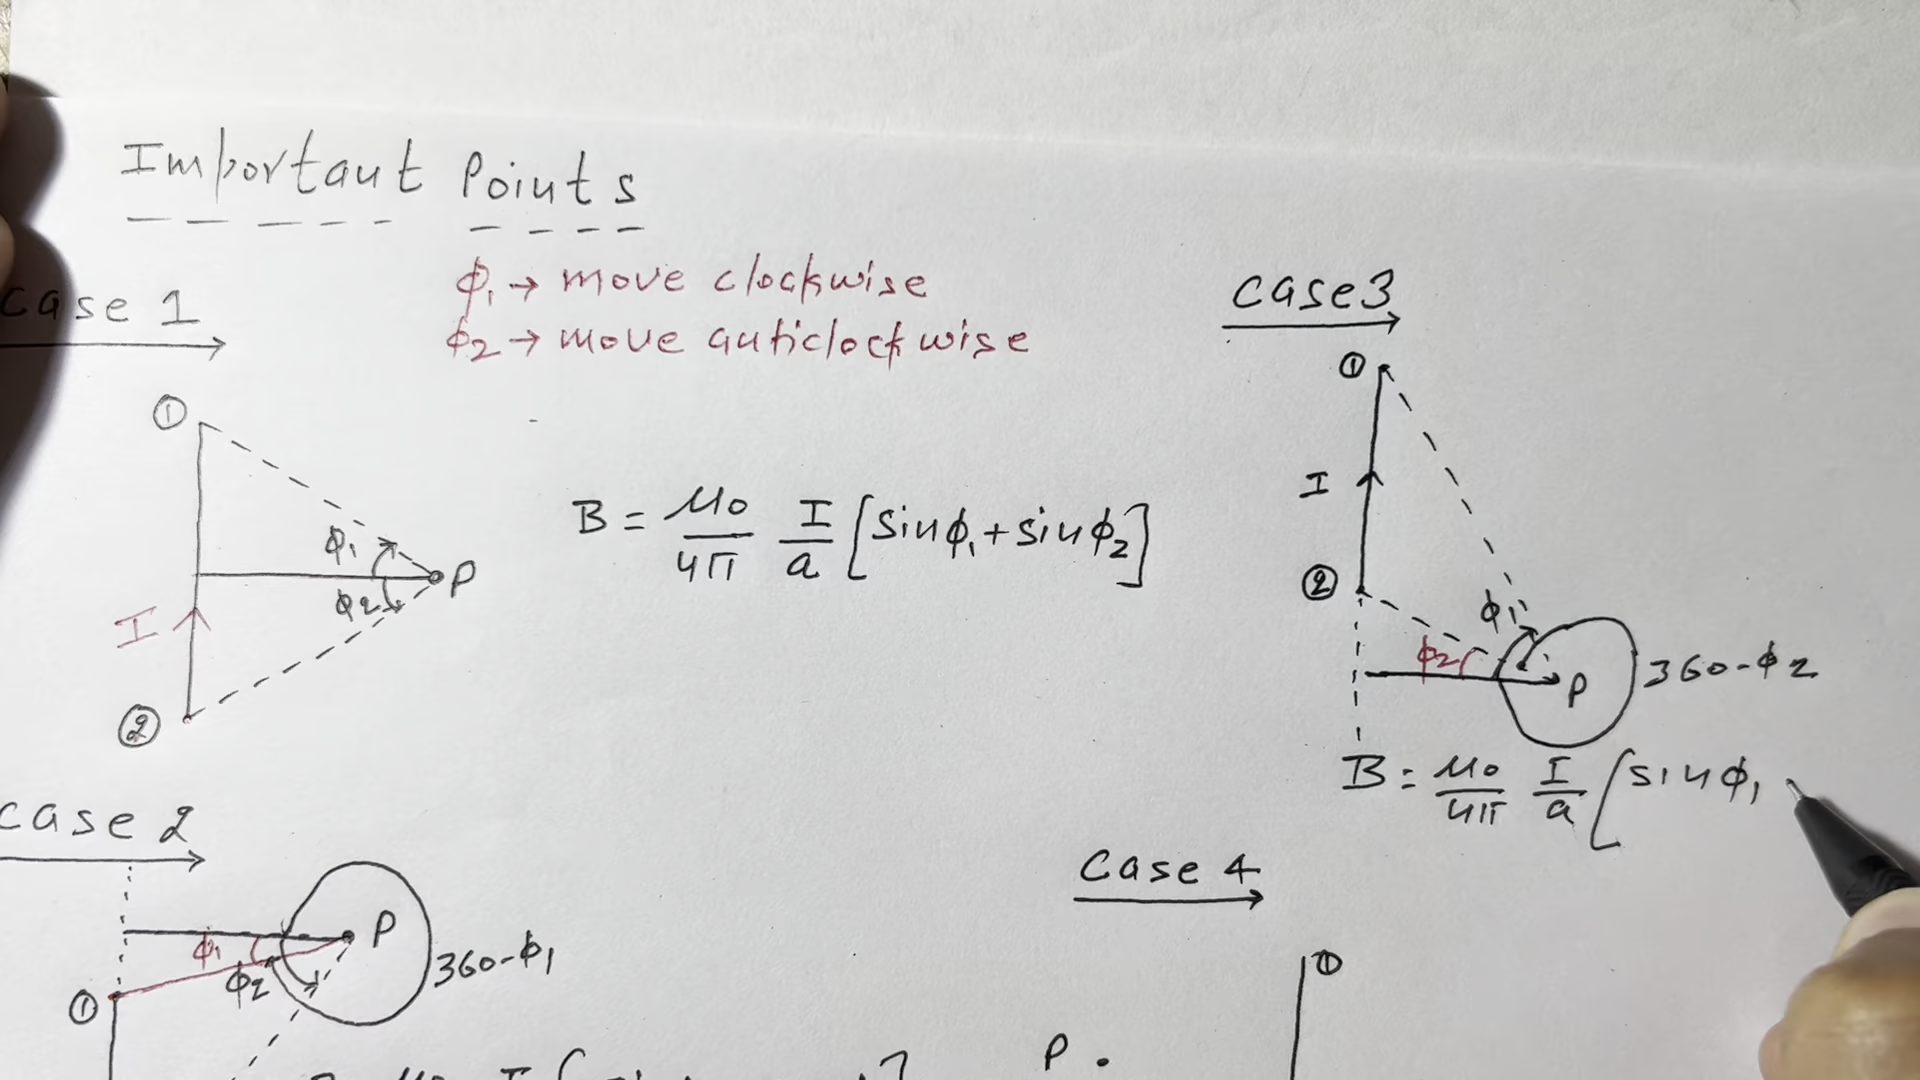 Important Points
Case 1
ϕ₁ → move clockwise
ϕ₂ → move anticlockwise
①
ϕ₁
P
ϕ₂
I
②
B = μ₀/4π I/a [sinϕ₁ + sinϕ₂]
case 2
P
ϕ₁
ϕ₂
360-ϕ₁
①
case3
①
I
②
ϕ₁
ϕ₂
P
360-ϕ₂
B = μ₀/4π I/a [sinϕ₁
Case 4
①
P